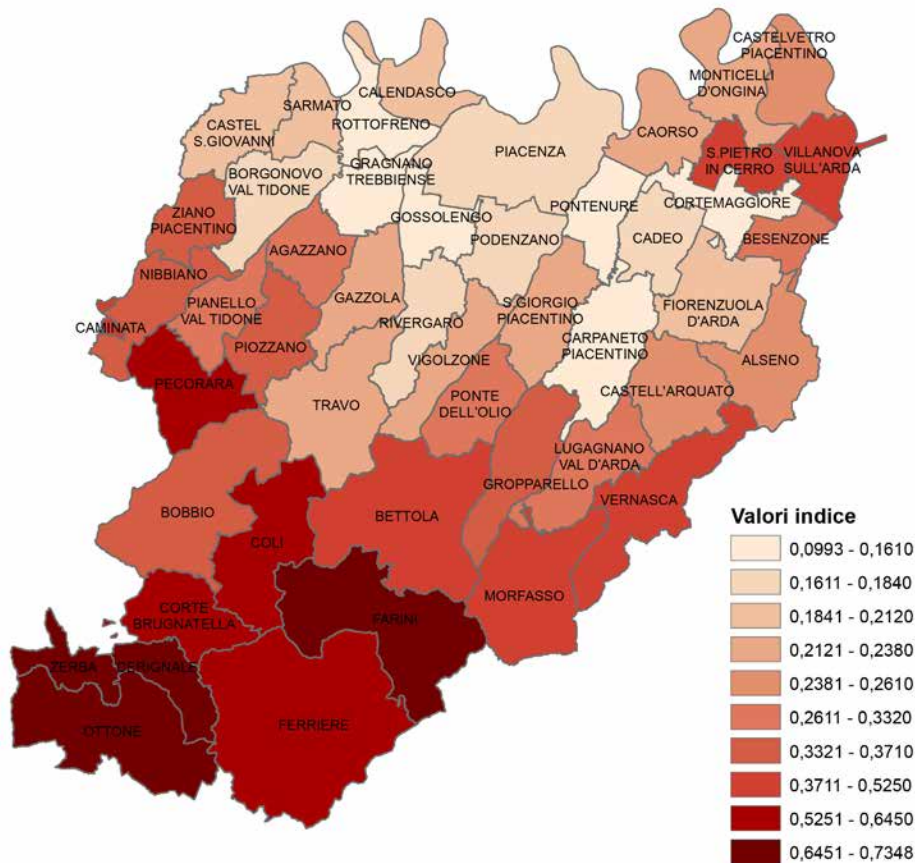 CASTELVETRO
PIACENTINO
MONTICELLI
D'ONGINA
CALENDASCO
SARMATO
ROTTOFRENO
CASTEL
S.GIOVANNI
CAORSO
PIACENZA
S.PIETRO
IN CERRO
VILLANOVA
SULL'ARDA
BORGONOVO
VAL TIDONE
GRAGNANO
TREBBIENSE
ZIANO
PIACENTINO
GOSSOLENGO
PONTENURE
CORTEMAGGIORE
PODENZANO
CADEO
BESENZONE
AGAZZANO
NIBBIANO
PIANELLO
VAL TIDONE
GAZZOLA
S.GIORGIO
PIACENTINO
FIORENZUOLA
D'ARDA
CAMINATA
RIVERGARO
PIOZZANO
CARPANETO
PIACENTINO
VIGOLZONE
ALSENO
PECORARA
TRAVO
PONTE
DELL'OLIO
CASTELL'ARQUATO
LUGAGNANO
VAL D'ARDA
GROPPARELLO
VERNASCA
BOBBIO
BETTOLA
COLI
MORFASSO
CORTE
BRUGNATELLA
FARINI
ZERBA
CERIGNALE
OTTONE
FERRIERE
Valori indice
0,0993 - 0,1610
0,1611 - 0,1840
0,1841 - 0,2120
0,2121 - 0,2380
0,2381 - 0,2610
0,2611 - 0,3320
0,3321 - 0,3710
0,3711 - 0,5250
0,5251 - 0,6450
0,6451 - 0,7348